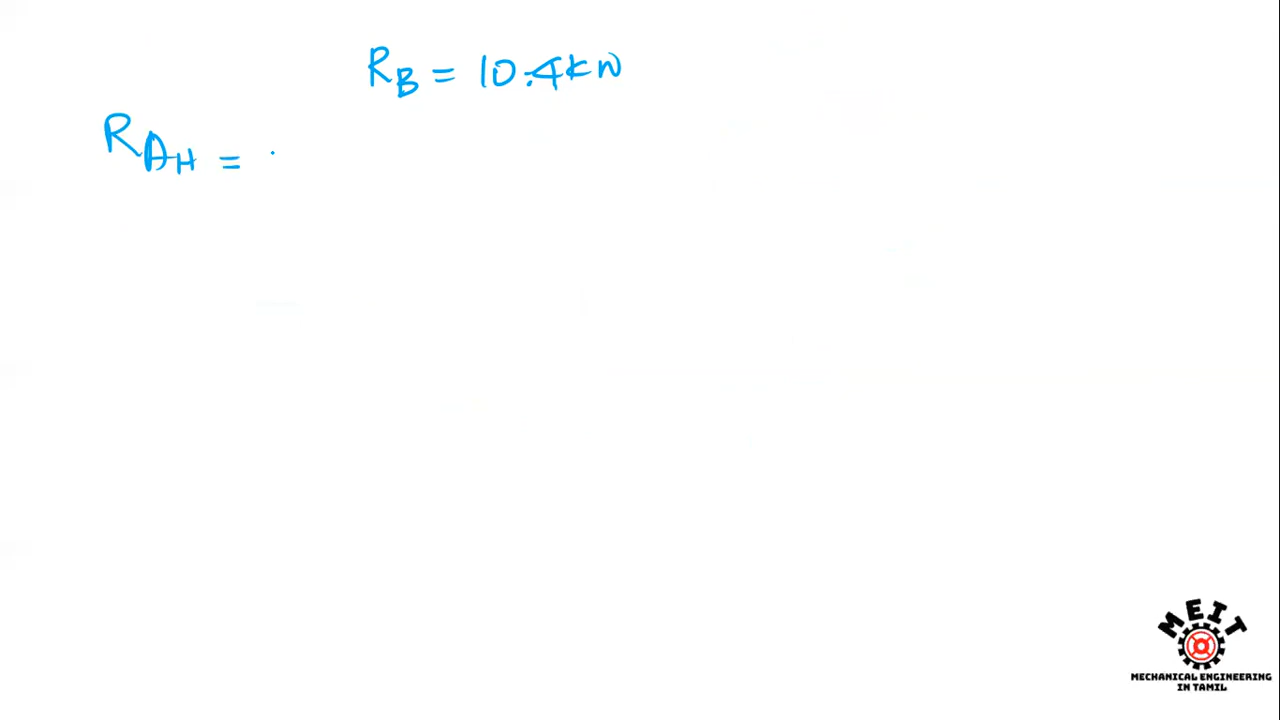 R_B = 10.4kN
R_AH =
MEIT
MECHANICAL ENGINEERING
IN TAMIL